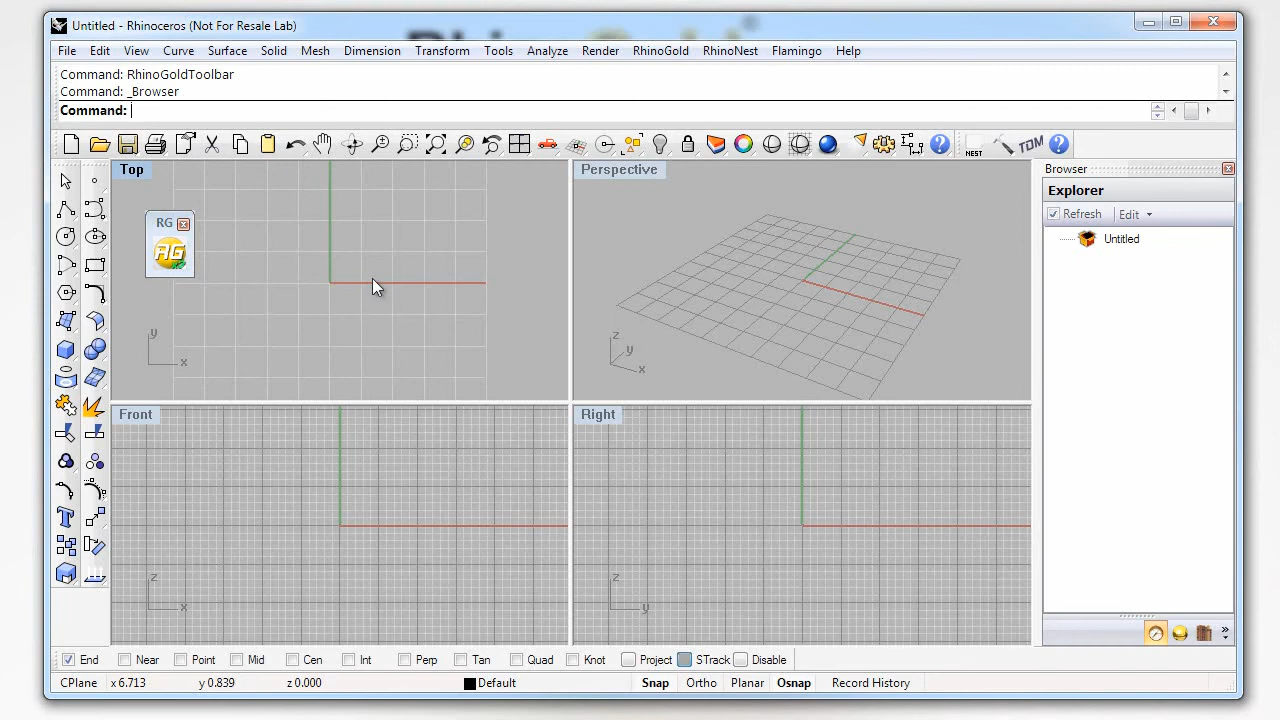 Untitled - Rhinoceros (Not For Resale Lab)
File Edit View Curve Surface Solid Mesh Dimension Transform Tools Analyze Render RhinoGold RhinoNest Flamingo Help
Command: RhinoGoldToolbar
Command: _Browser
Command:
NEST TDM
Top
Perspective
Browser
Explorer
Refresh Edit
Untitled
RG
RG
y
x
z
y
x
Front
Right
z
x
z
y
End Near Point Mid Cen Int Perp Tan Quad Knot Project STrack Disable
CPlane x 6.713 y 0.839 z 0.000 Default Snap Ortho Planar Osnap Record History